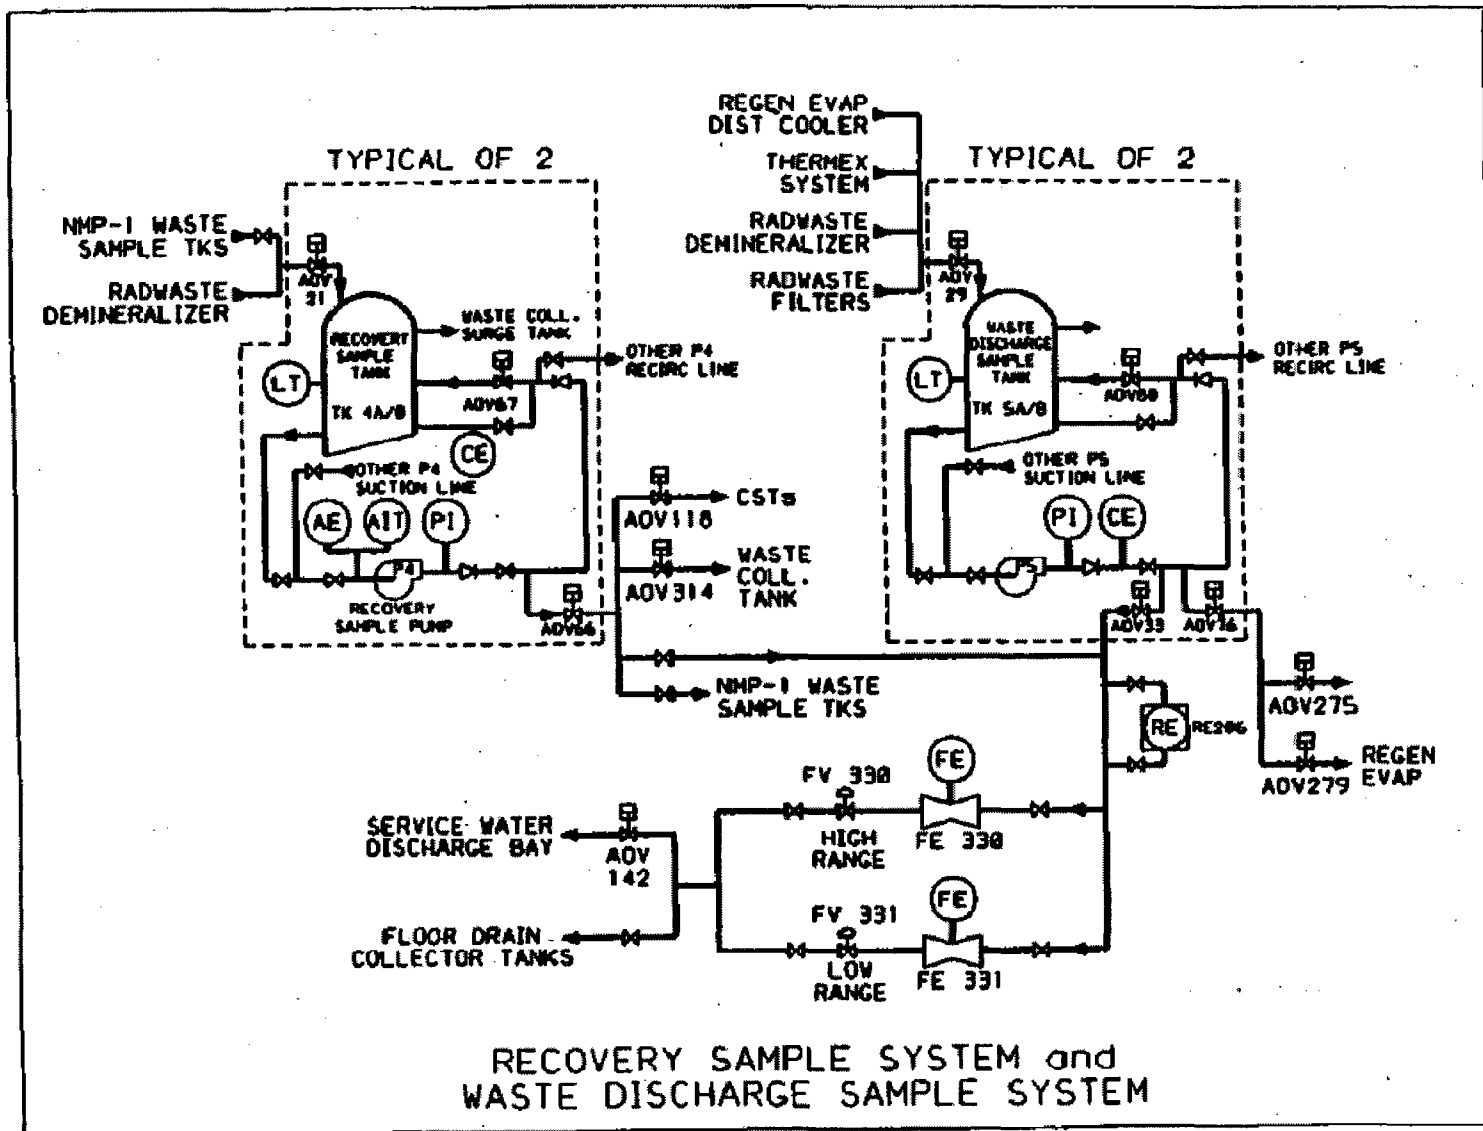 REGEN EVAP
DIST COOLER
TYPICAL OF 2
THERMEX
SYSTEM
TYPICAL OF 2
NMP-1 WASTE
SAMPLE TKS
RADWASTE
DEMINERALIZER
RADWASTE
DEMINERALIZER
RADWASTE
FILTERS
AOV
21
AOV
29
RECOVERY
SAMPLE
TANK
TK 4A/B
WASTE COLL.
SURGE TANK
OTHER P4
RECIRC LINE
LT
AOV67
CE
OTHER P4
SUCTION LINE
AE
AIT
PI
P4
RECOVERY
SAMPLE PUMP
AOV66
WASTE
DISCHARGE
SAMPLE
TANK
TK 5A/B
OTHER P5
RECIRC LINE
LT
OTHER P5
SUCTION LINE
PI
CE
P5
AOV118
CSTs
AOV314
WASTE
COLL.
TANK
NMP-1 WASTE
SAMPLE TKS
AOV33
RE
AOV275
AOV279
REGEN
EVAP
FE
FV 330
HIGH
RANGE
FE 330
SERVICE WATER
DISCHARGE BAY
AOV
142
FE
FV 331
LOW
RANGE
FE 331
FLOOR DRAIN
COLLECTOR TANKS
RECOVERY SAMPLE SYSTEM and
WASTE DISCHARGE SAMPLE SYSTEM